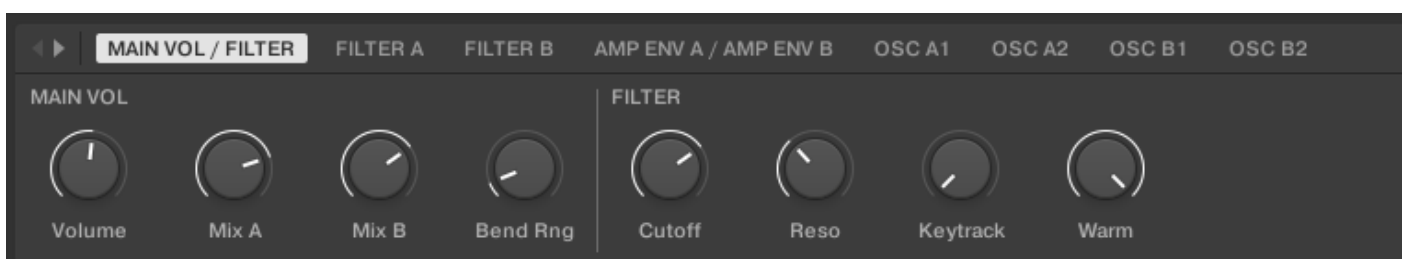 MAIN VOL / FILTER FILTER A FILTER B AMP ENV A / AMP ENV B OSC A1 OSC A2 OSC B1 OSC B2
MAIN VOL FILTER
Volume Mix A Mix B Bend Rng Cutoff Reso Keytrack Warm